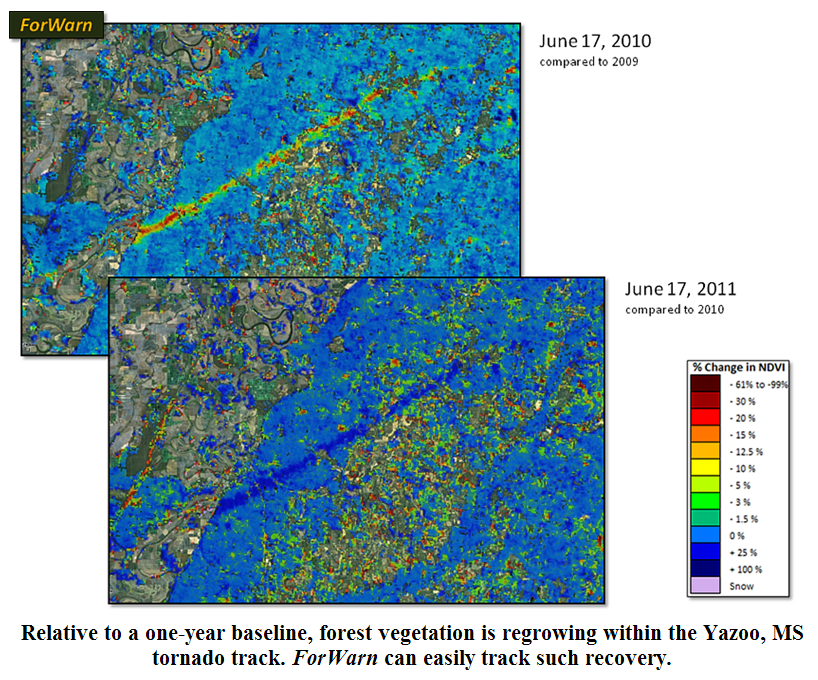 ForWarn
June 17, 2010
compared to 2009
June 17, 2011
compared to 2010
% Change in NDVI
- 61% to -99%
- 30 %
- 20 %
- 15 %
- 12.5 %
- 10 %
- 5 %
- 3 %
- 1.5 %
0 %
+ 25 %
+ 100 %
Snow
Relative to a one-year baseline, forest vegetation is regrowing within the Yazoo, MS
tornado track. ForWarn can easily track such recovery.